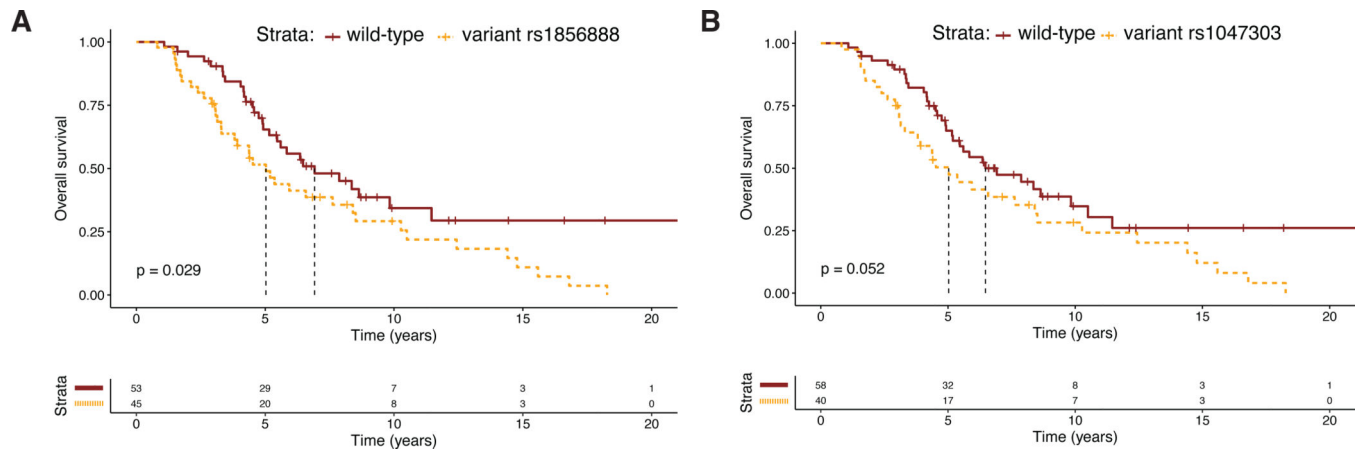 A
Strata: wild-type variant rs1856888
1.00
0.75
0.50
0.25
0.00
Overall survival
p = 0.029
0 5 10 15 20
Time (years)
Strata
53 29 7 3 1
45 20 8 3 0
0 5 10 15 20
Time (years)
B
Strata: wild-type variant rs1047303
1.00
0.75
0.50
0.25
0.00
Overall survival
p = 0.052
0 5 10 15 20
Time (years)
Strata
58 32 8 3 1
40 17 7 3 0
0 5 10 15 20
Time (years)